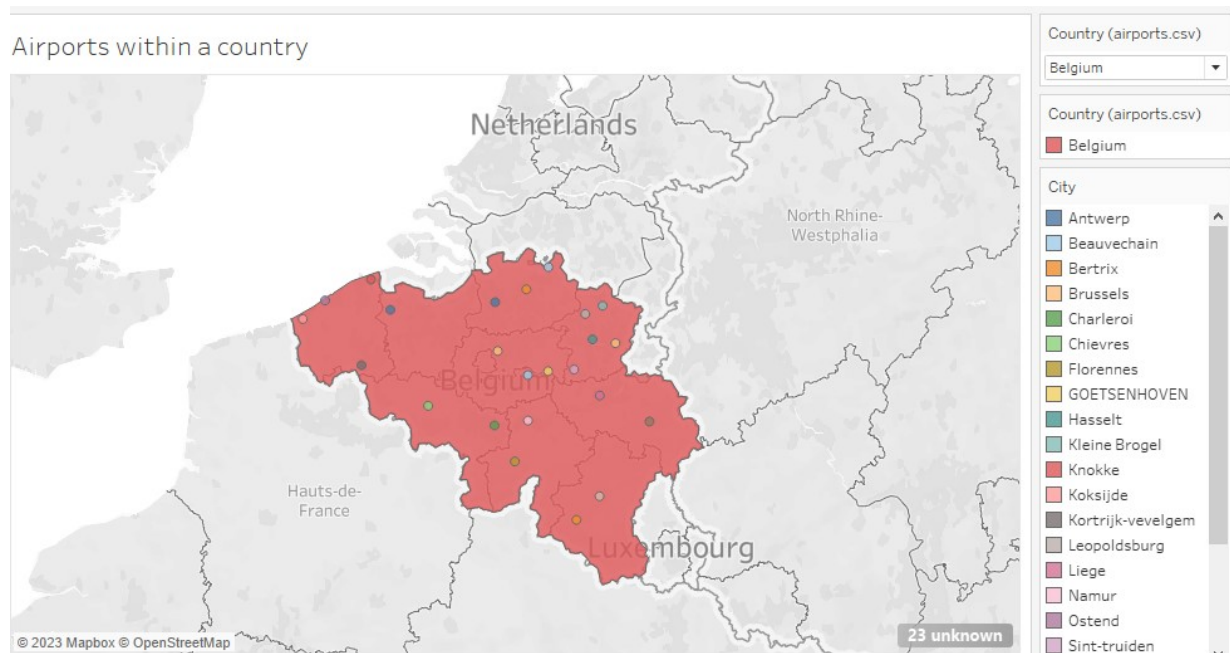 Airports within a country
Netherlands
North Rhine-
Westphalia
Belgium
Hauts-de-
France
Luxembourg
© 2023 Mapbox © OpenStreetMap
23 unknown
Country (airports.csv)
Belgium
Country (airports.csv)
Belgium
City
Antwerp
Beauvechain
Bertrix
Brussels
Charleroi
Chievres
Florennes
GOETSENHOVEN
Hasselt
Kleine Brogel
Knokke
Koksijde
Kortrijk-vevelgem
Leopoldsburg
Liege
Namur
Ostend
Sint-truiden